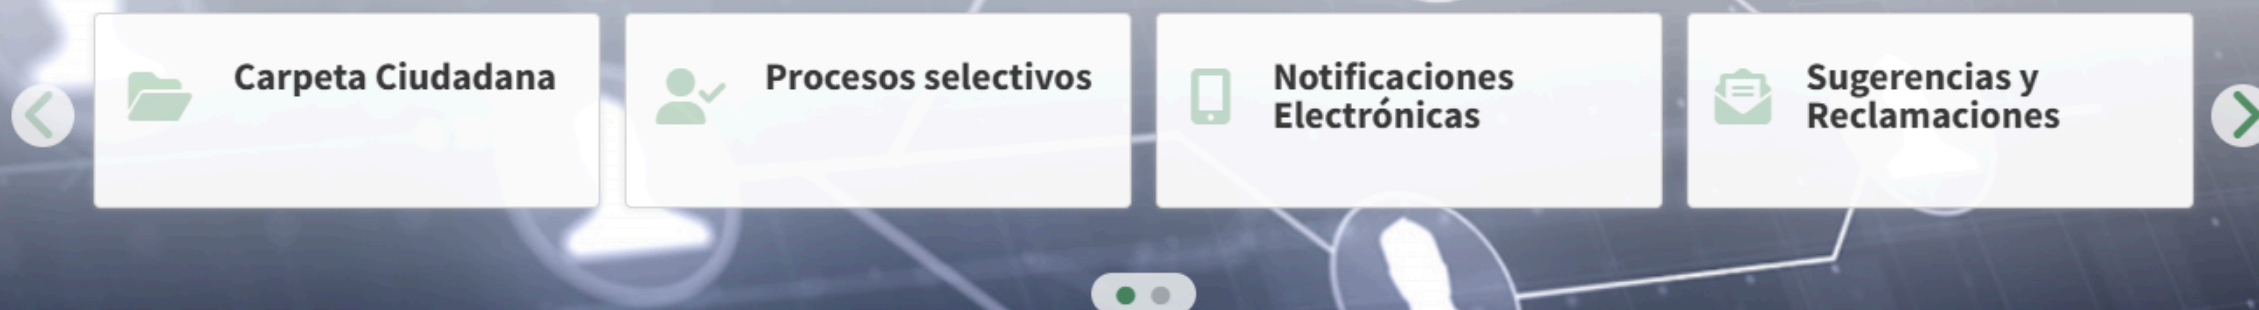 Carpeta Ciudadana
Procesos selectivos
Notificaciones
Electrónicas
Sugerencias y
Reclamaciones